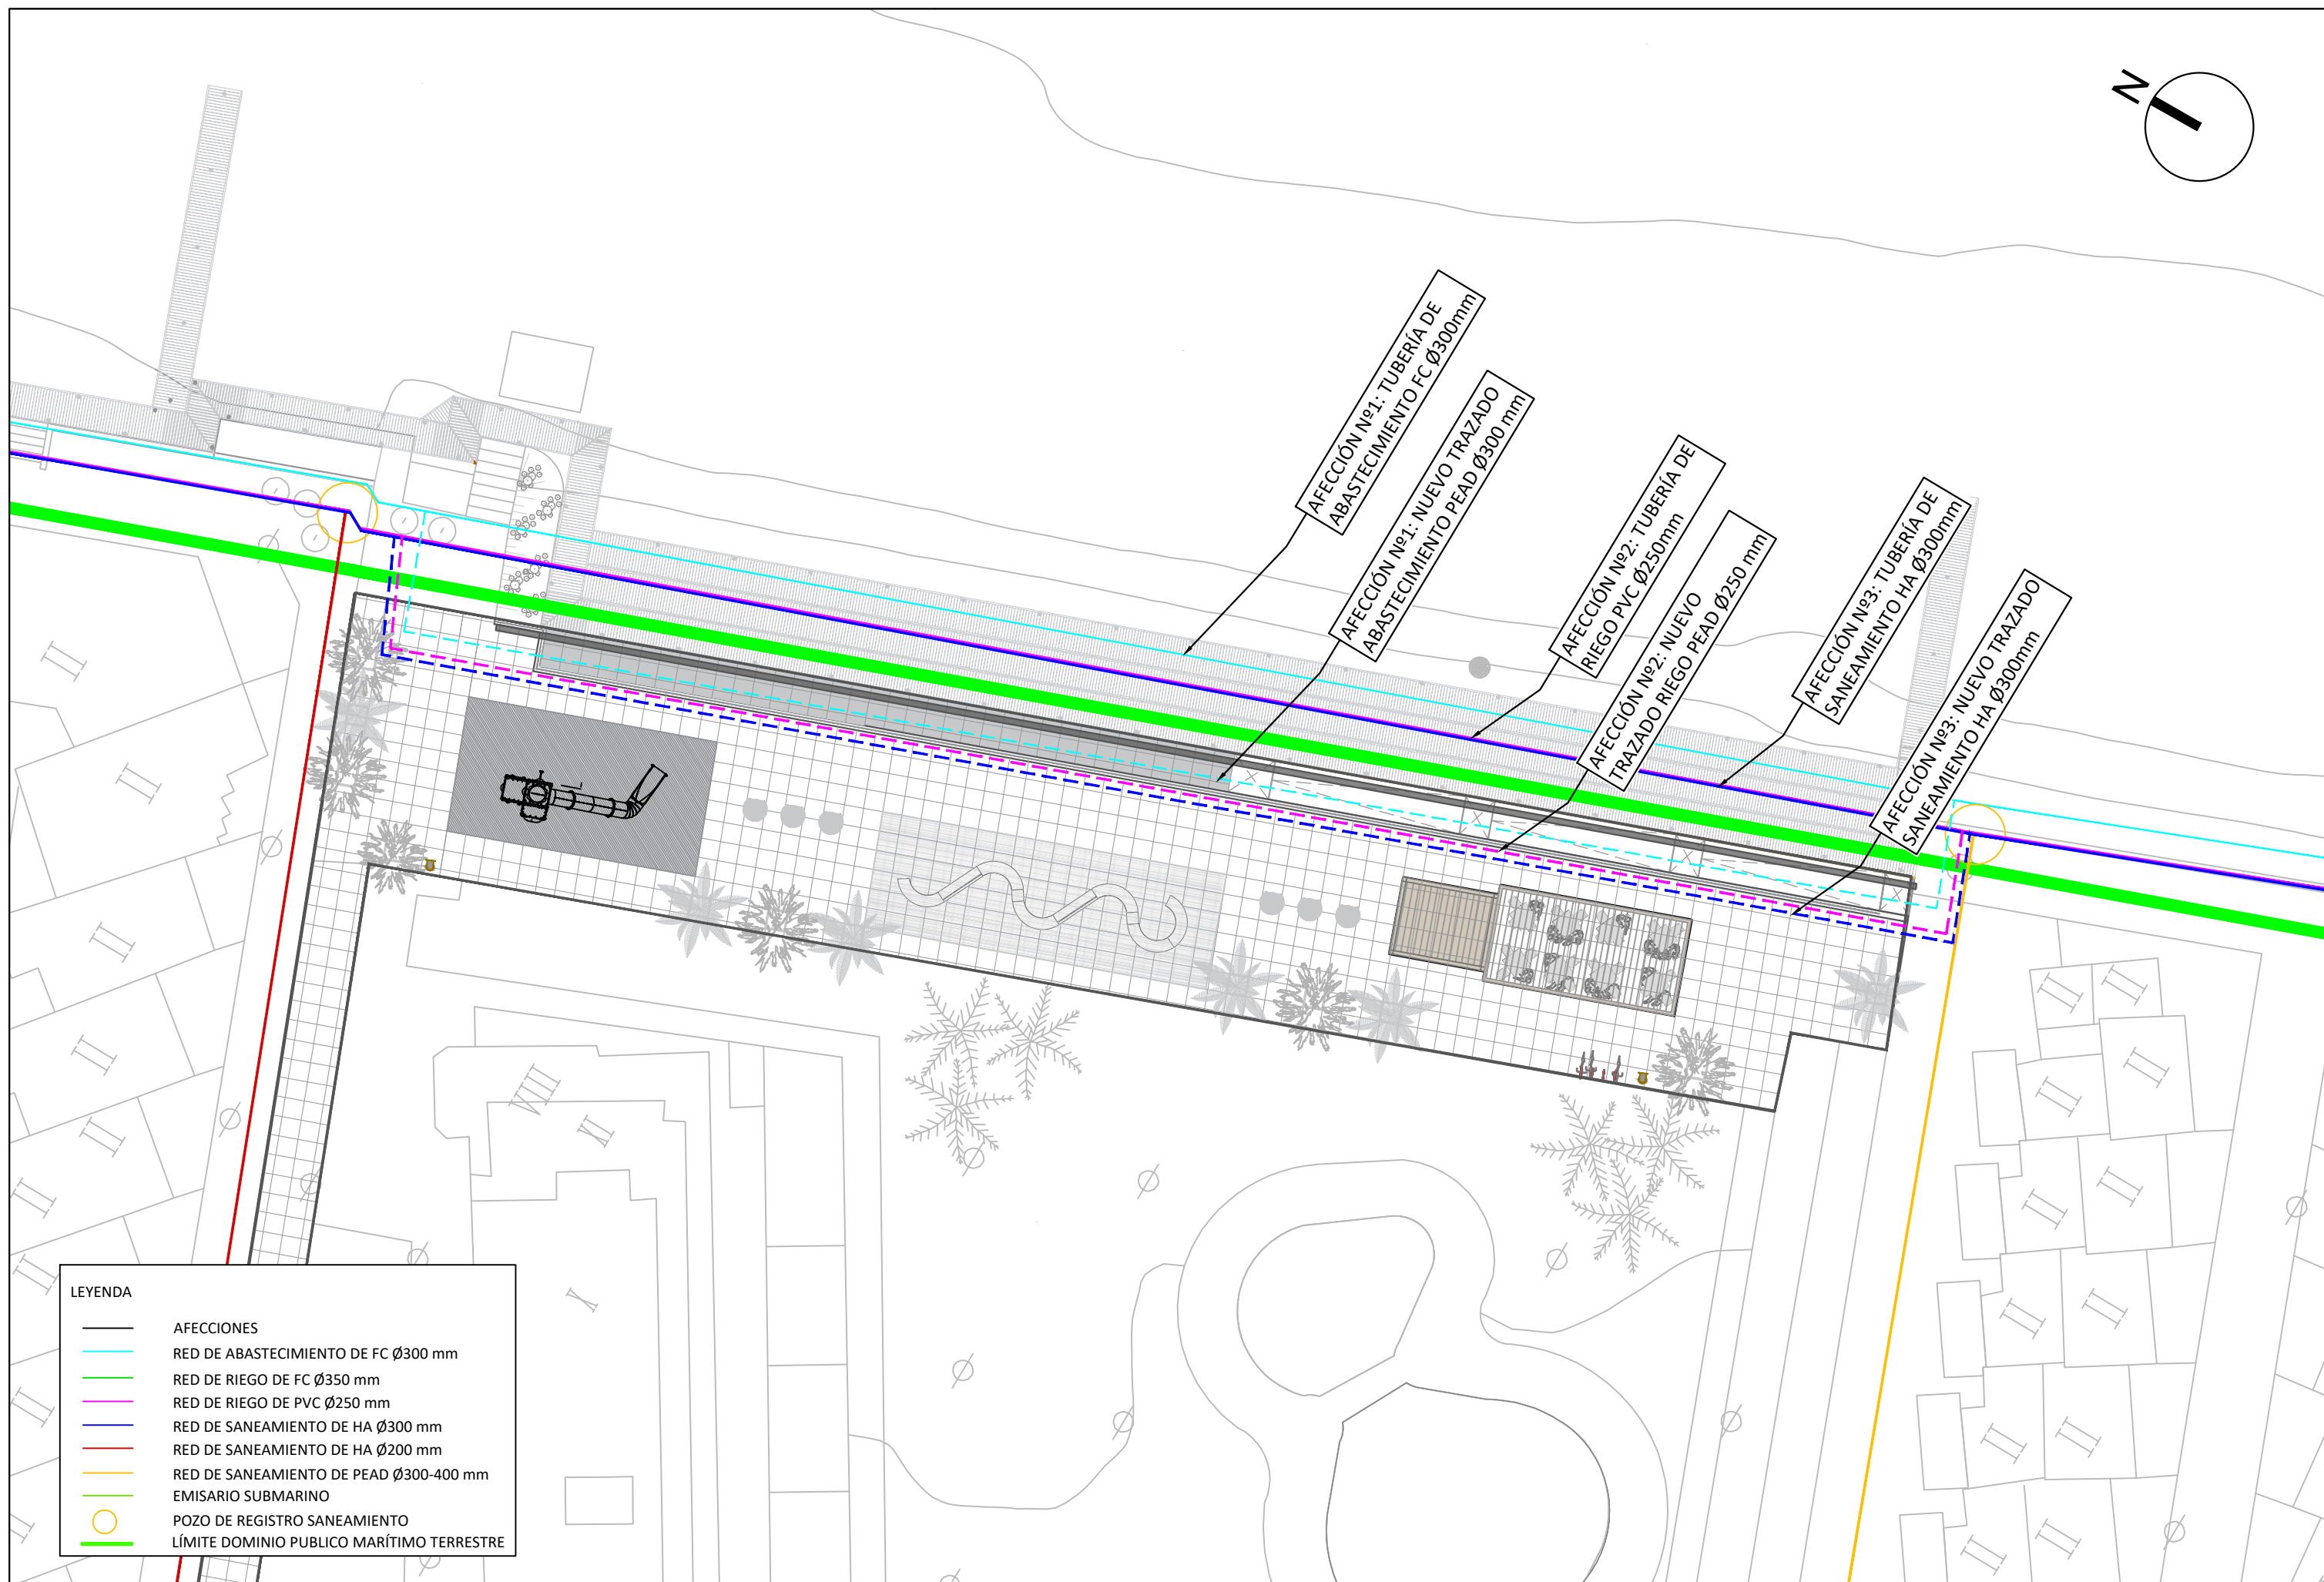 N
AFECCIÓN Nº1: TUBERÍA DE
ABASTECIMIENTO FC Ø300mm
AFECCIÓN Nº1: NUEVO TRAZADO
ABASTECIMIENTO PEAD Ø300 mm
AFECCIÓN Nº2: TUBERÍA DE
RIEGO PVC Ø250mm
AFECCIÓN Nº2: NUEVO
TRAZADO RIEGO PEAD Ø250 mm
AFECCIÓN Nº3: TUBERÍA DE
SANEAMIENTO HA Ø300mm
AFECCIÓN Nº3: NUEVO TRAZADO
SANEAMIENTO HA Ø300mm
LEYENDA
AFECCIONES
RED DE ABASTECIMIENTO DE FC Ø300 mm
RED DE RIEGO DE FC Ø350 mm
RED DE RIEGO DE PVC Ø250 mm
RED DE SANEAMIENTO DE HA Ø300 mm
RED DE SANEAMIENTO DE HA Ø200 mm
RED DE SANEAMIENTO DE PEAD Ø300-400 mm
EMISARIO SUBMARINO
POZO DE REGISTRO SANEAMIENTO
LÍMITE DOMINIO PUBLICO MARÍTIMO TERRESTRE